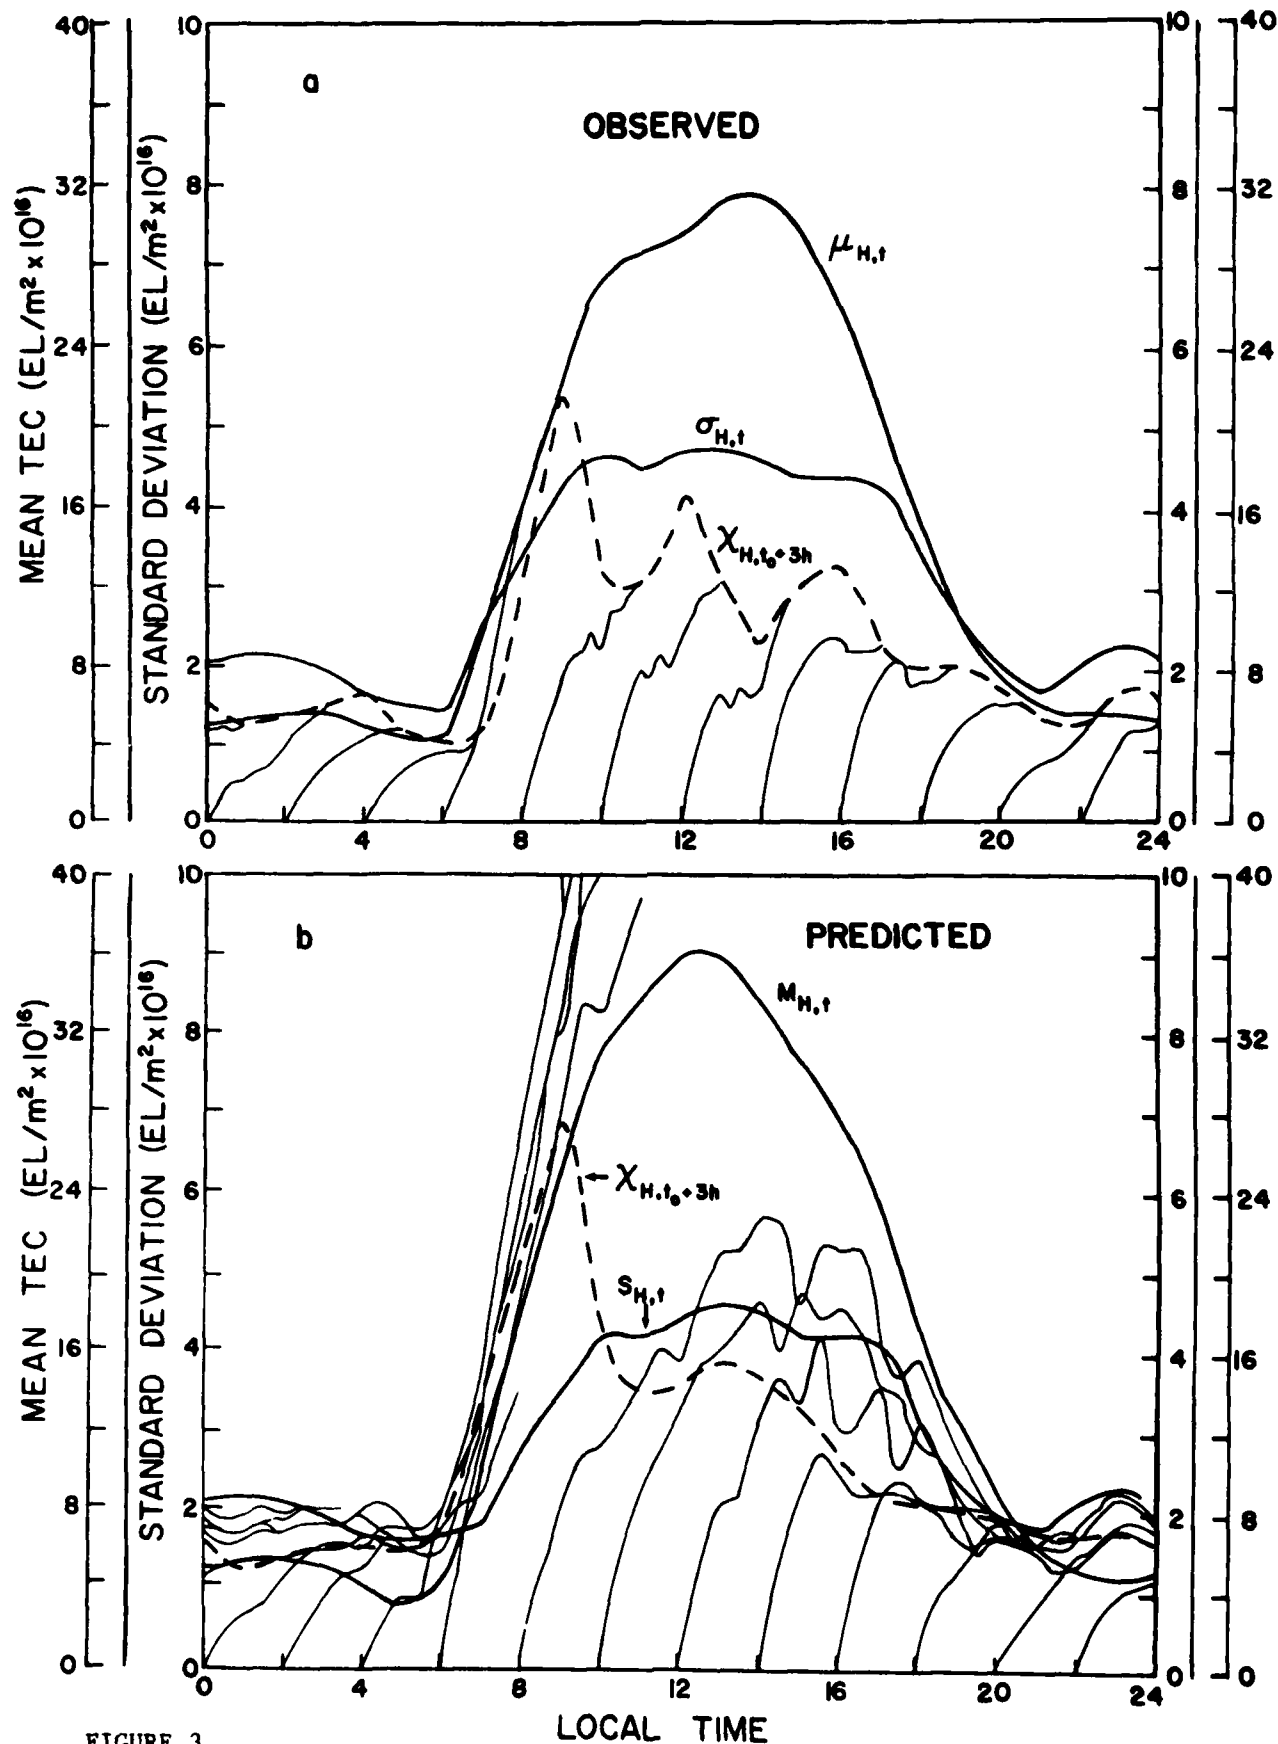 a
OBSERVED
MEAN TEC (EL/m² x 10¹⁶)
STANDARD DEVIATION (EL/m² x 10¹⁶)
40
32
24
16
8
0
10
8
6
4
2
0
μH,t
σH,t
χH,t₀+3h
10
8
6
4
2
0
40
32
24
16
8
0
0 4 8 12 16 20 24
b
PREDICTED
MEAN TEC (EL/m² x 10¹⁶)
STANDARD DEVIATION (EL/m² x 10¹⁶)
40
32
24
16
8
0
10
8
6
4
2
0
MH,t
χH,t₀+3h
SH,t
10
8
6
4
2
0
40
32
24
16
8
0
0 4 8 12 16 20 24
LOCAL TIME
FIGURE 3